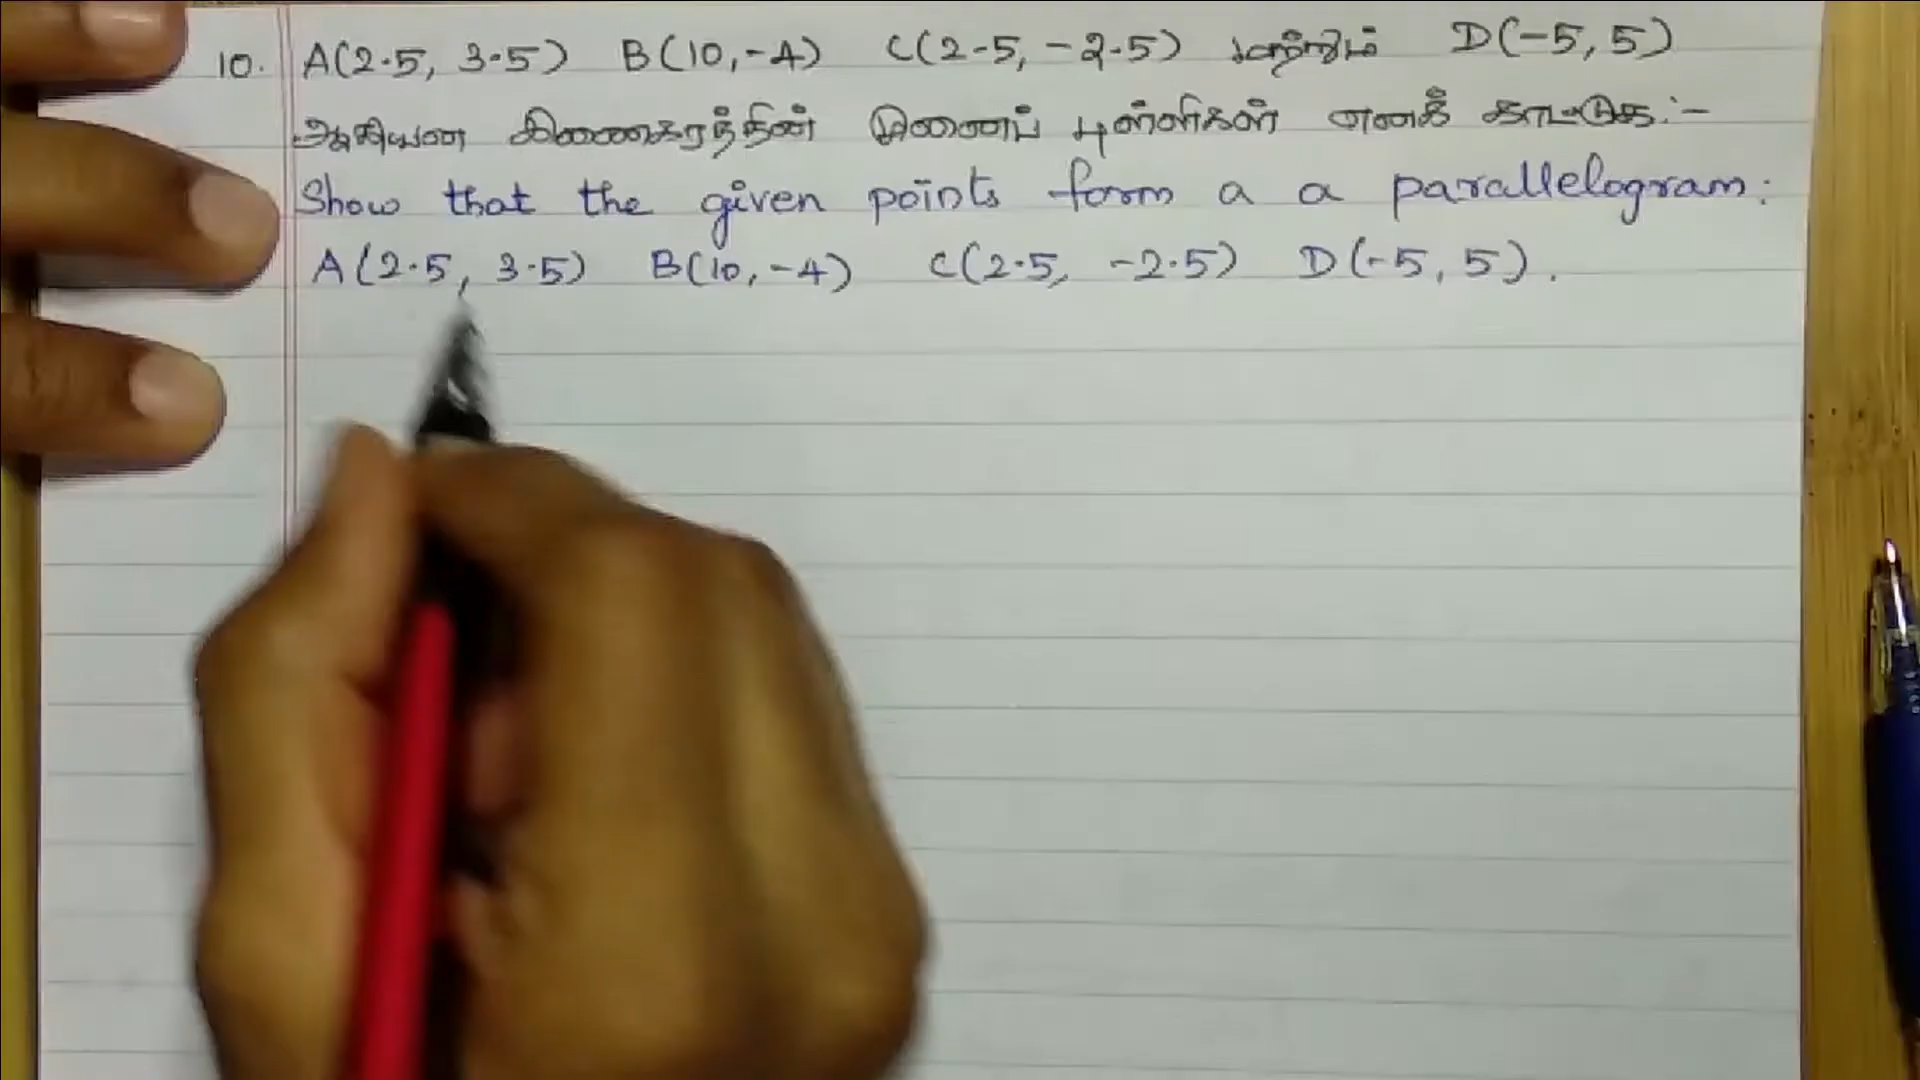 10. A(2.5, 3.5) B(10,-4) C(2.5, -2.5) மற்றும் D(-5, 5)
ஆகியன இணைகரத்தின் முனைப் புள்ளிகள் எனக் காட்டுக:-
Show that the given points form a a parallelogram:
A(2.5, 3.5) B(10,-4) C(2.5, -2.5) D(-5, 5).